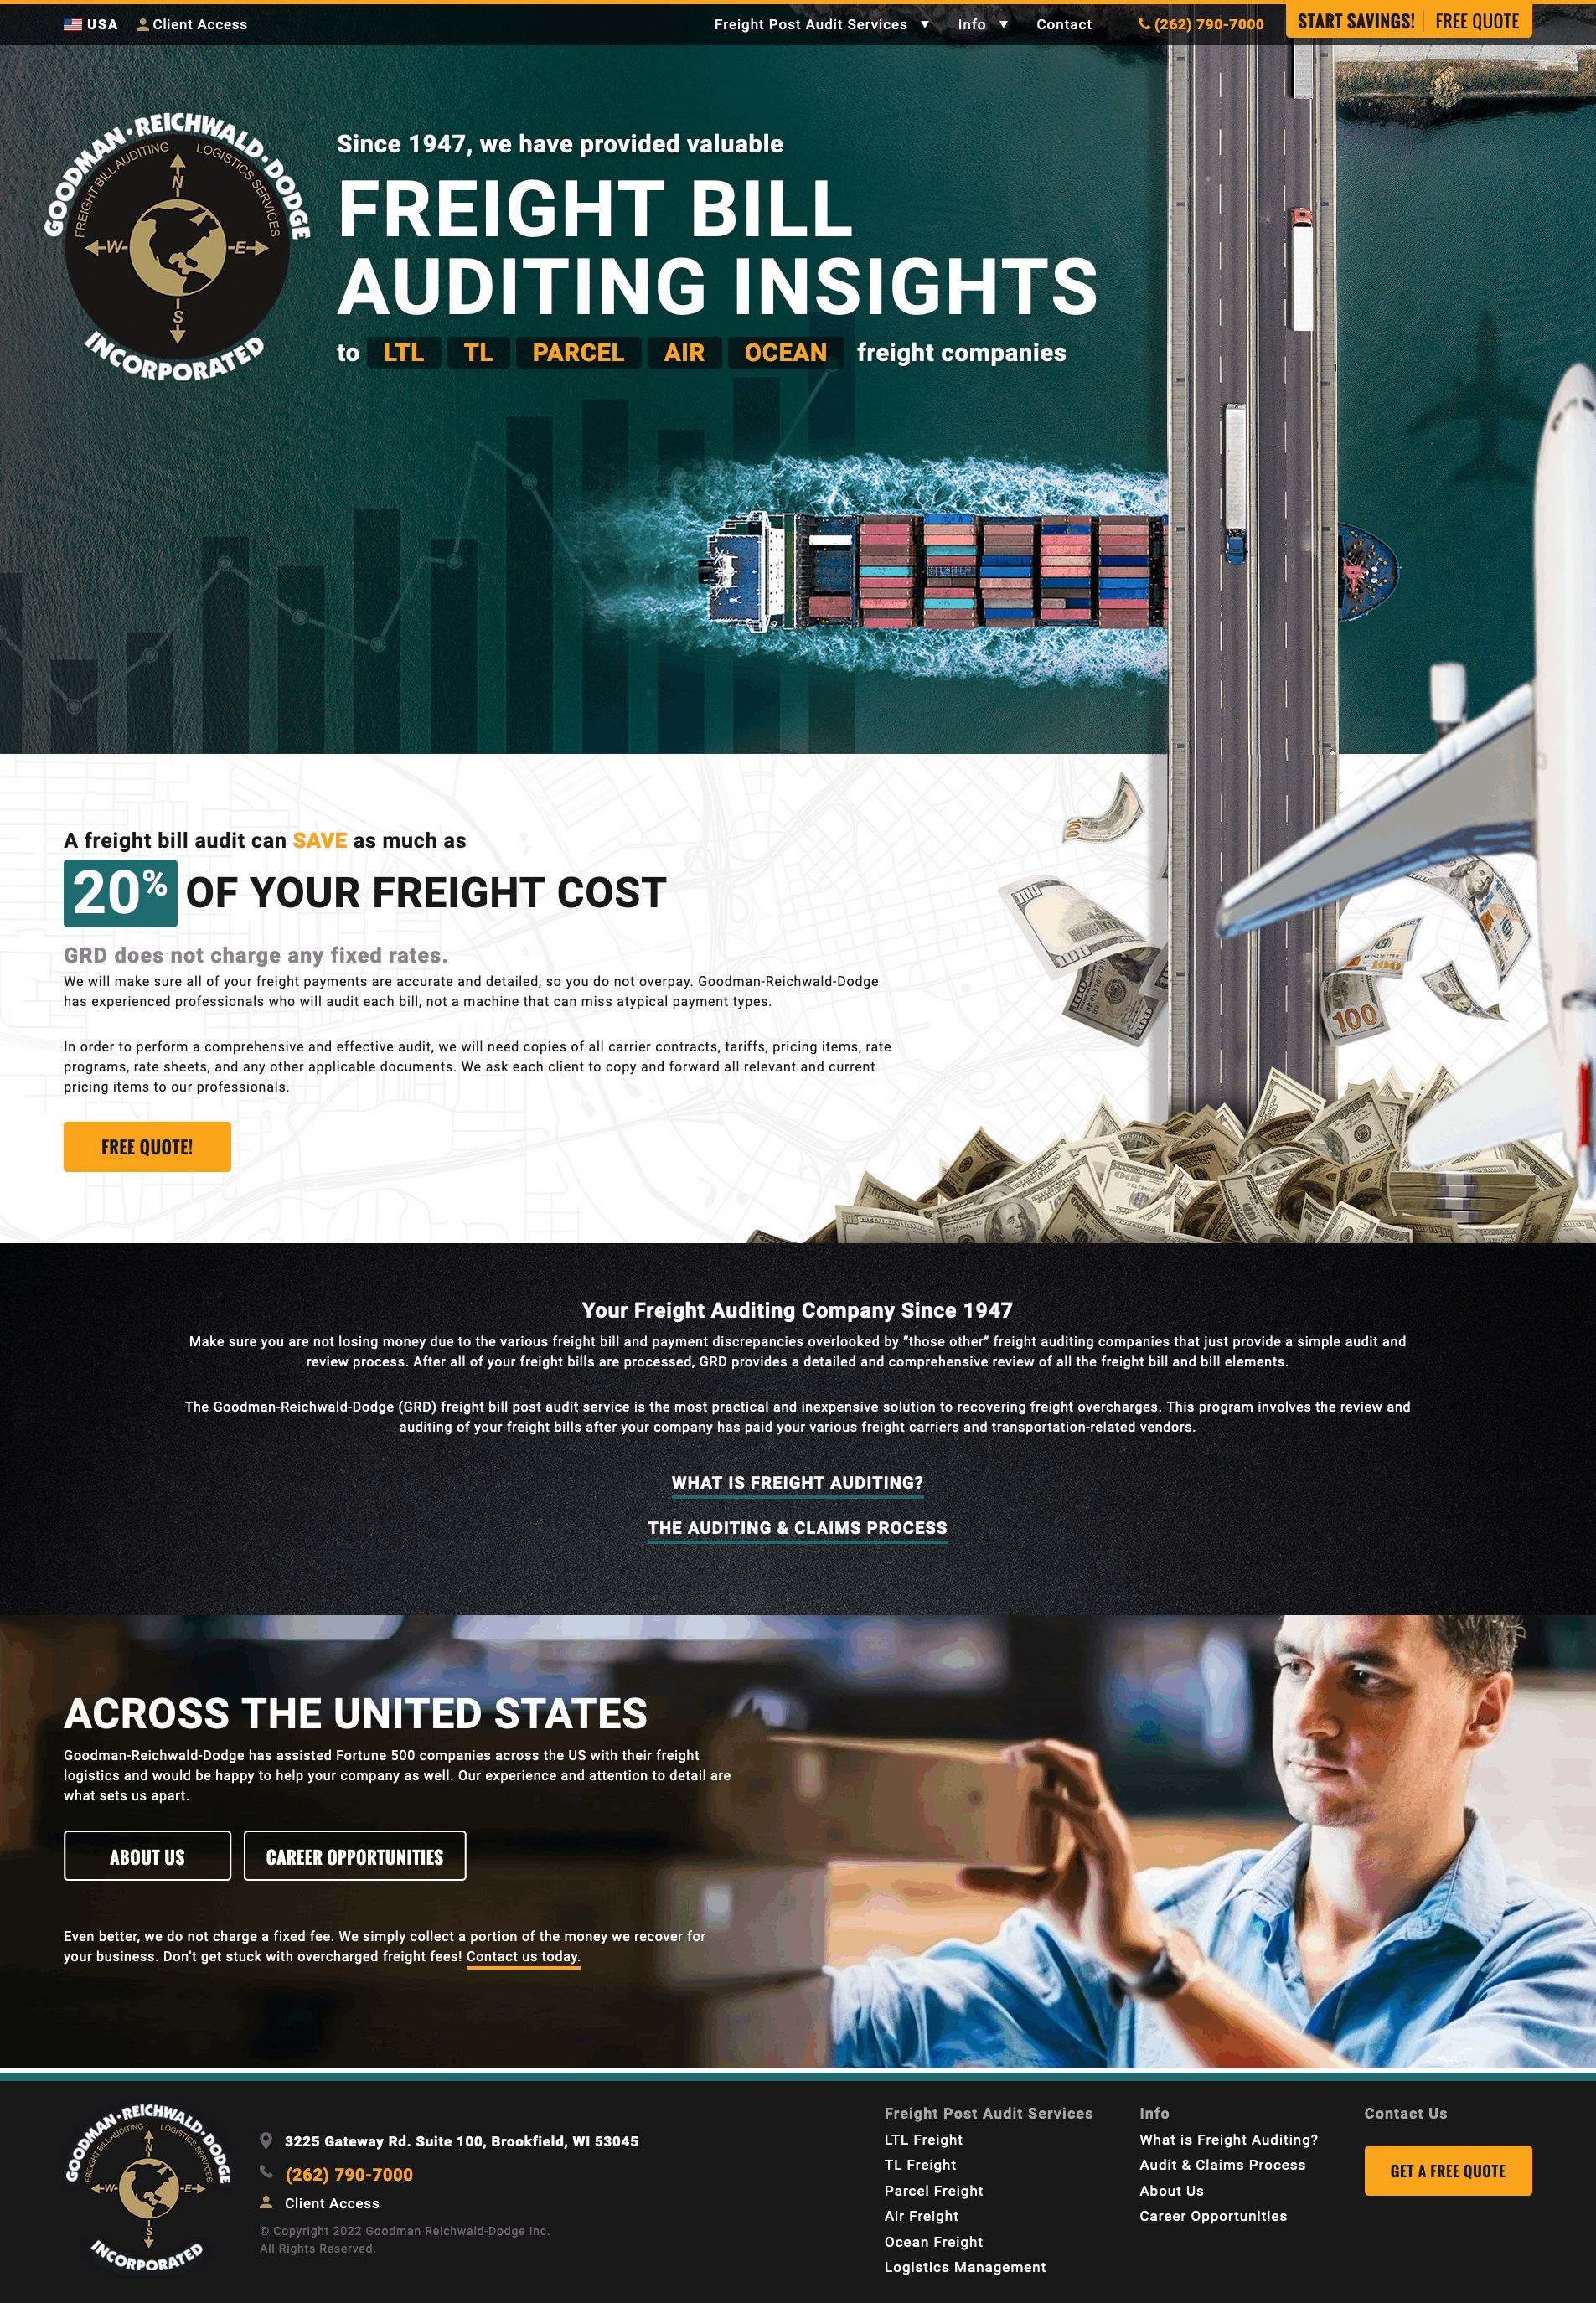 USA Client Access Freight Post Audit Services ▼ Info ▼ Contact (262) 790-7000 START SAVINGS! FREE QUOTE
GOODMAN·REICHWALD·DODGE
FREIGHT BILL AUDITING LOGISTICS SERVICES
N
W E
S
INCORPORATED
Since 1947, we have provided valuable
FREIGHT BILL
AUDITING INSIGHTS
to LTL TL PARCEL AIR OCEAN freight companies
A freight bill audit can SAVE as much as
20% OF YOUR FREIGHT COST
GRD does not charge any fixed rates.
We will make sure all of your freight payments are accurate and detailed, so you do not overpay. Goodman-Reichwald-Dodge
has experienced professionals who will audit each bill, not a machine that can miss atypical payment types.
In order to perform a comprehensive and effective audit, we will need copies of all carrier contracts, tariffs, pricing items, rate
programs, rate sheets, and any other applicable documents. We ask each client to copy and forward all relevant and current
pricing items to our professionals.
FREE QUOTE!
100
100
100
100
Your Freight Auditing Company Since 1947
Make sure you are not losing money due to the various freight bill and payment discrepancies overlooked by “those other” freight auditing companies that just provide a simple audit and
review process. After all of your freight bills are processed, GRD provides a detailed and comprehensive review of all the freight bill and bill elements.
The Goodman-Reichwald-Dodge (GRD) freight bill post audit service is the most practical and inexpensive solution to recovering freight overcharges. This program involves the review and
auditing of your freight bills after your company has paid your various freight carriers and transportation-related vendors.
WHAT IS FREIGHT AUDITING?
THE AUDITING & CLAIMS PROCESS
ACROSS THE UNITED STATES
Goodman-Reichwald-Dodge has assisted Fortune 500 companies across the US with their freight
logistics and would be happy to help your company as well. Our experience and attention to detail are
what sets us apart.
ABOUT US CAREER OPPORTUNITIES
Even better, we do not charge a fixed fee. We simply collect a portion of the money we recover for
your business. Don’t get stuck with overcharged freight fees! Contact us today.
GOODMAN·REICHWALD·DODGE
FREIGHT BILL AUDITING LOGISTICS SERVICES
N
W E
S
INCORPORATED
3225 Gateway Rd. Suite 100, Brookfield, WI 53045
(262) 790-7000
Client Access
© Copyright 2022 Goodman Reichwald-Dodge Inc.
All Rights Reserved.
Freight Post Audit Services
LTL Freight
TL Freight
Parcel Freight
Air Freight
Ocean Freight
Logistics Management
Info
What is Freight Auditing?
Audit & Claims Process
About Us
Career Opportunities
Contact Us
GET A FREE QUOTE